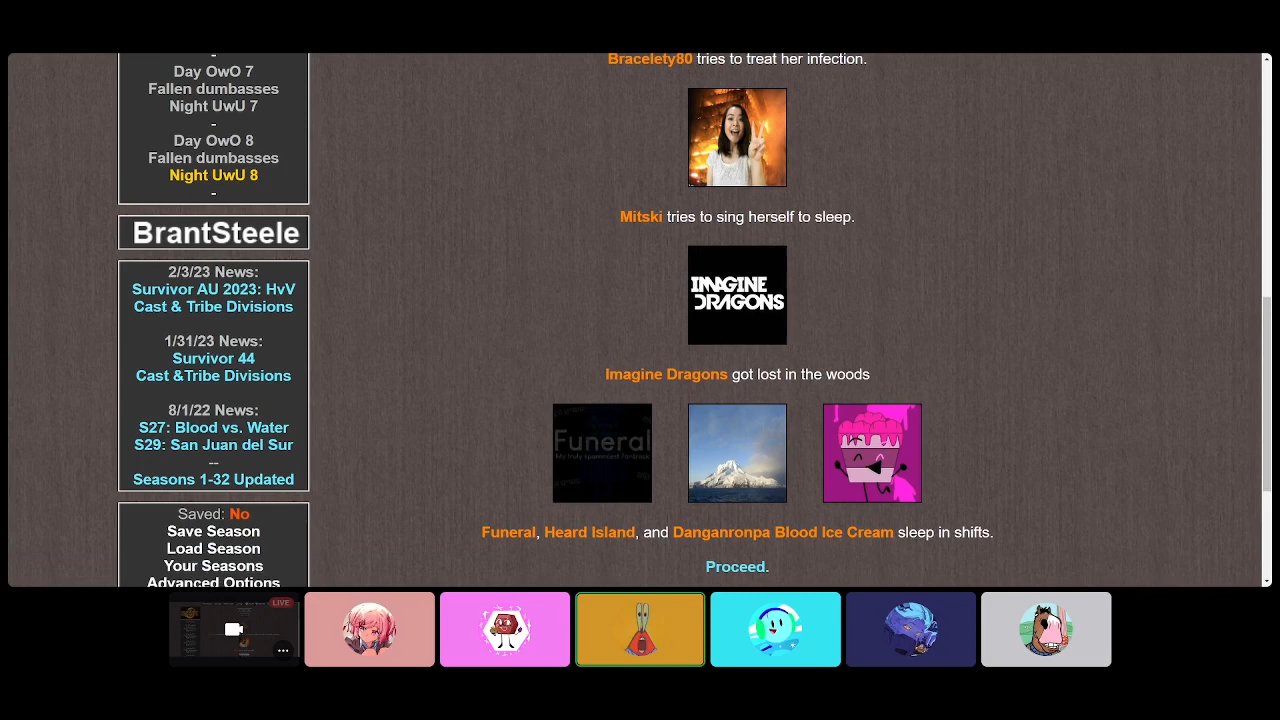 -
Day OwO 7
Fallen dumbasses
Night UwU 7
-
Day OwO 8
Fallen dumbasses
Night UwU 8
-
BrantSteele
2/3/23 News:
Survivor AU 2023: HvV
Cast & Tribe Divisions
1/31/23 News:
Survivor 44
Cast &Tribe Divisions
8/1/22 News:
S27: Blood vs. Water
S29: San Juan del Sur
--
Seasons 1-32 Updated
Saved: No
Save Season
Load Season
Your Seasons
Advanced Options
Bracelety80 tries to treat her infection.
Mitski tries to sing herself to sleep.
IMAGINE
DRAGONS
Imagine Dragons got lost in the woods
Funeral
Funeral, Heard Island, and Danganronpa Blood Ice Cream sleep in shifts.
Proceed.
LIVE